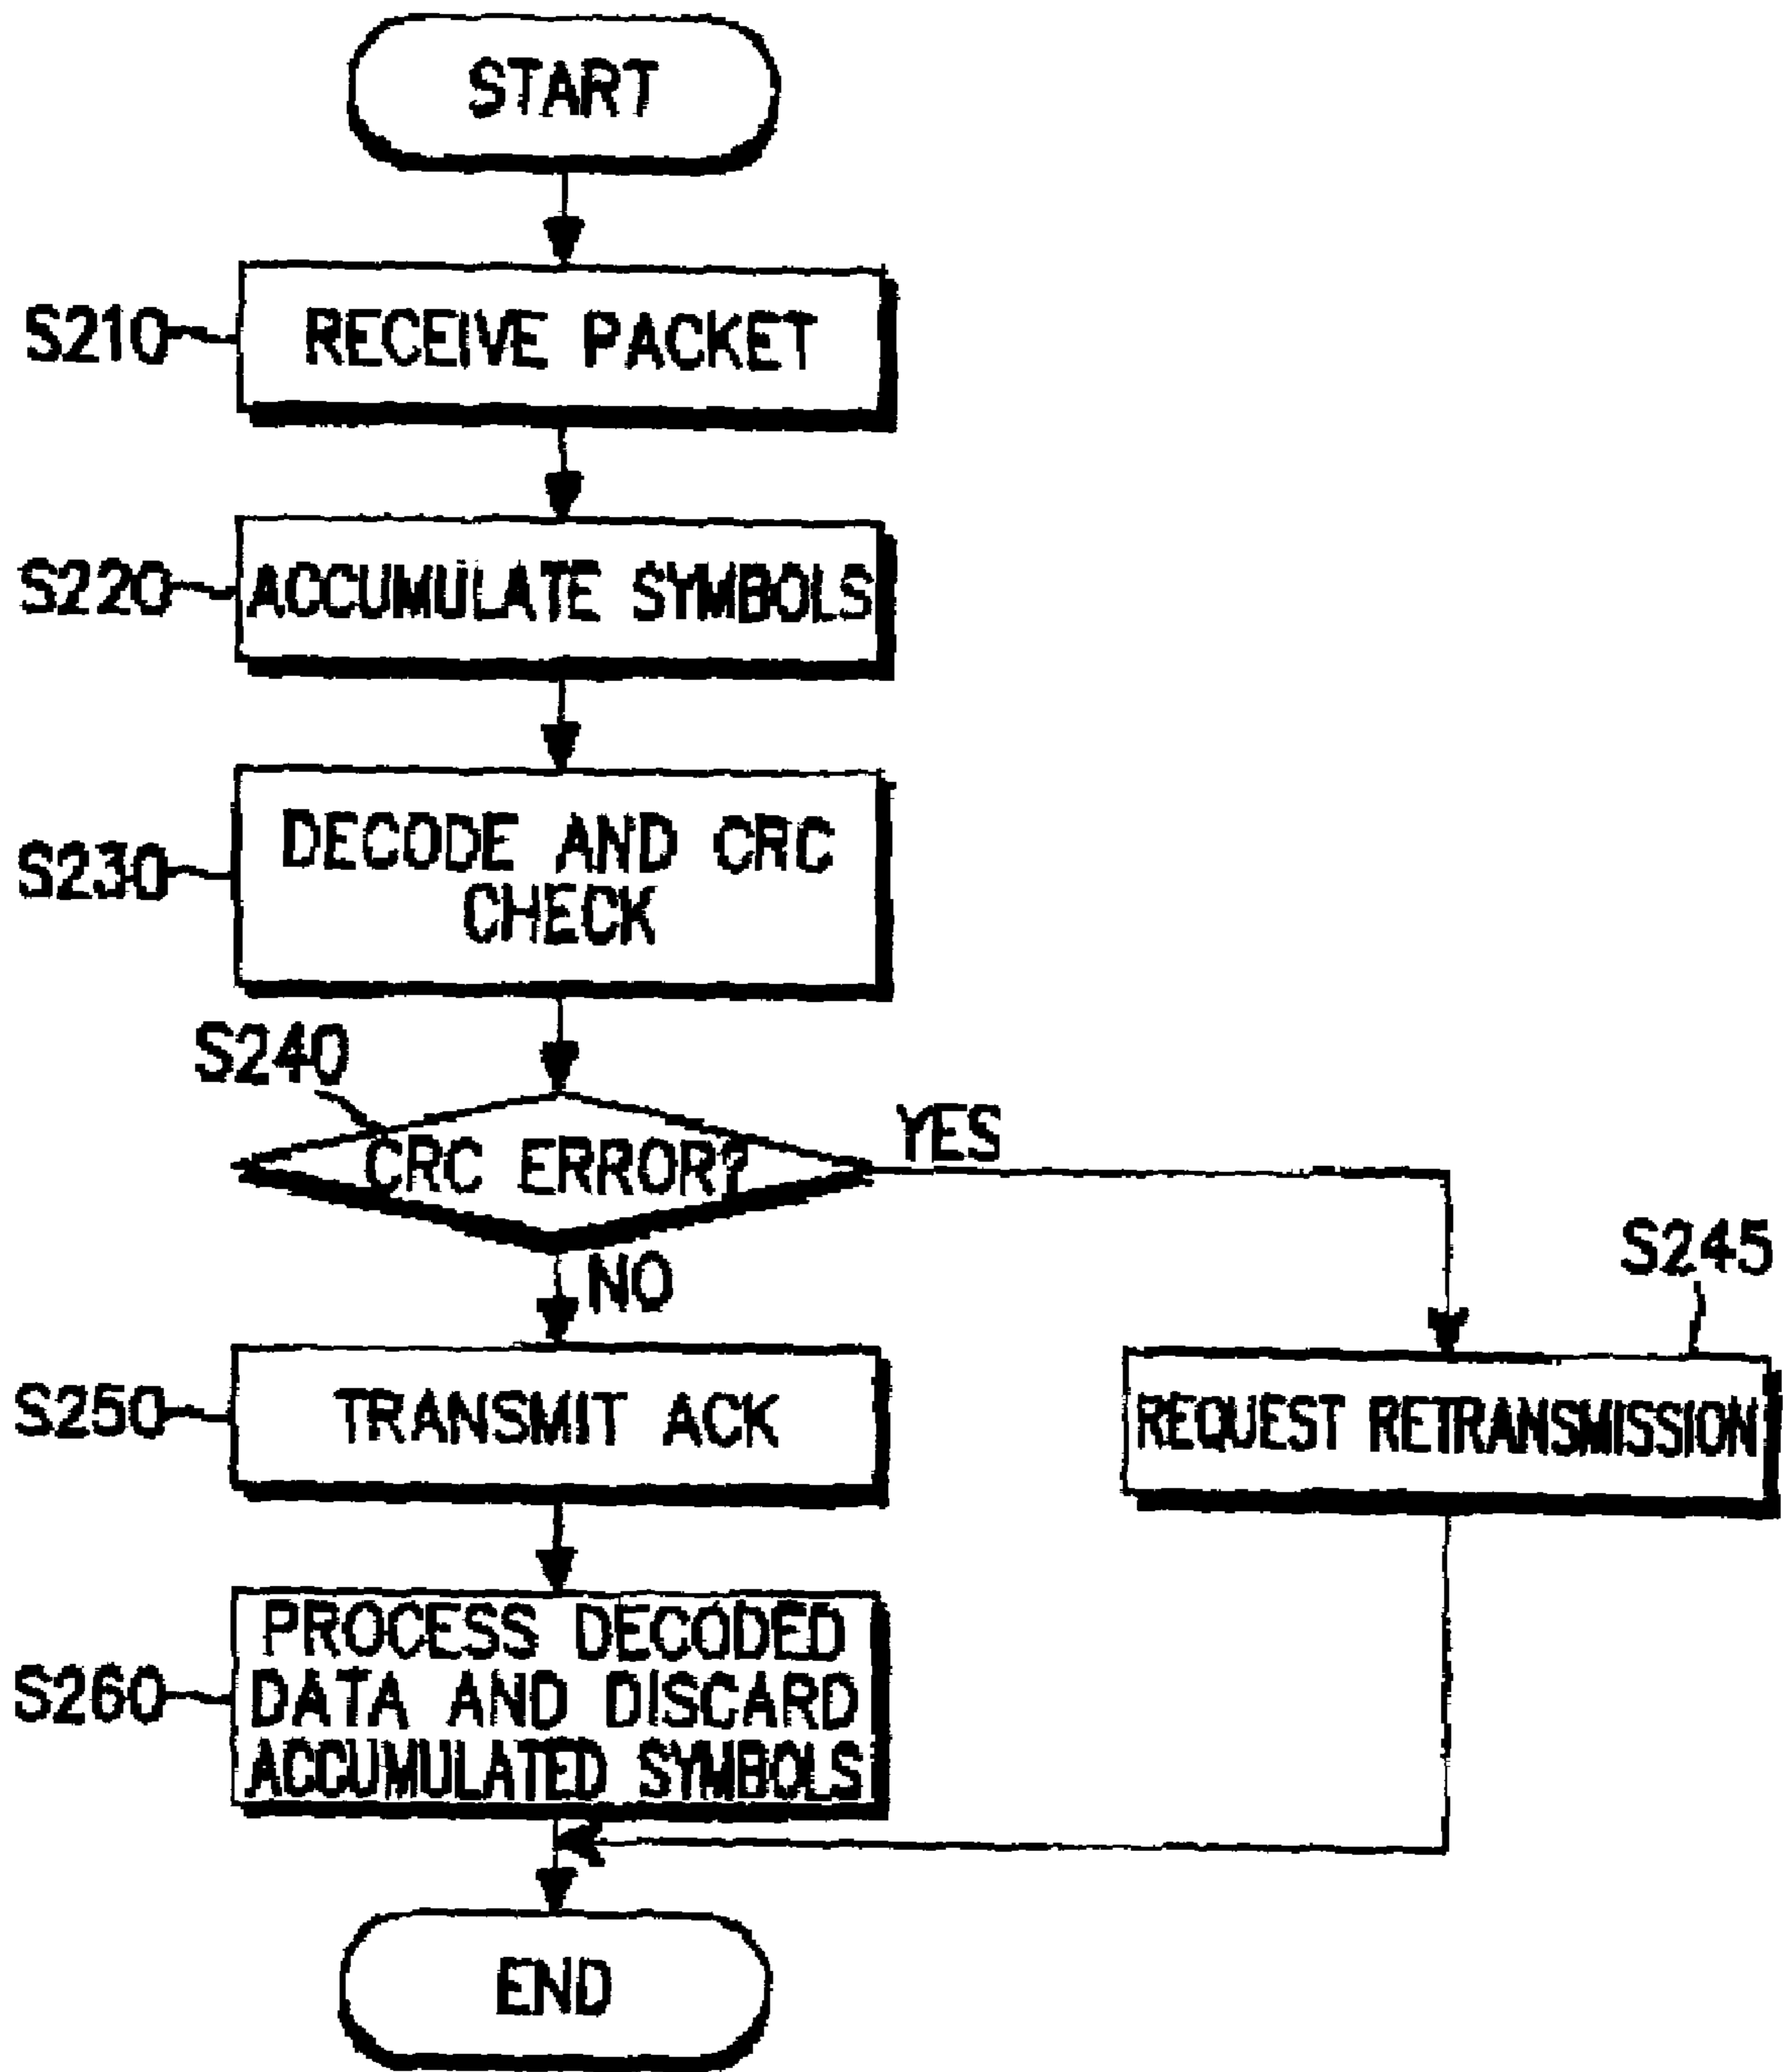 START
S210
RECEIVE PACKET
S220
ACCUMULATE SYMBOLS
S230
DECODE AND CRC
CHECK
S240
CRC ERROR?
YES
NO
S245
S250
TRANSMIT ACK
REQUEST RETRANSMISSION
S260
PROCESS DECODED
DATA AND DISCARD
ACCUMULATED SYMBOLS
END